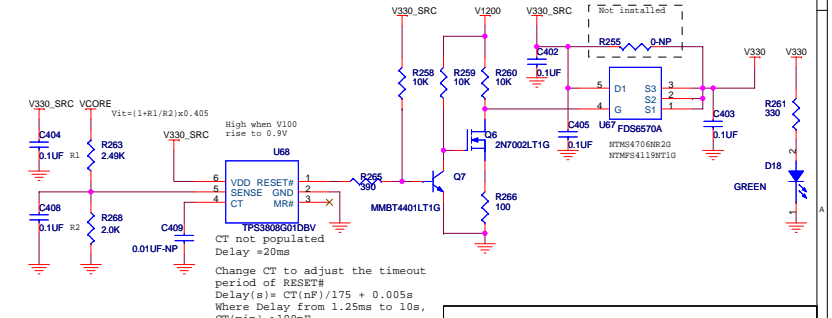 V330_SRC
V1200
V330_SRC
Not installed
R255
0-NP
V330
V330
C402
0.1UF
R258
10K
R259
10K
R260
10K
5
D1
S3
3
S2
2
4
G
S1
1
U67
FDS6570A
NTMS4706NR2G
NTMFS4119NT1G
C403
0.1UF
R261
330
2
D18
GREEN
1
A
C405
0.1UF
Q6
2N7002LT1G
V330_SRC
VCORE
Vit=(1+R1/R2)x0.405
High when V100
rise to 0.9V
V330_SRC
C404
0.1UF
R1
R263
2.49K
U68
6
VDD
RESET#
1
5
SENSE
GND
2
4
CT
MR#
3
TPS3808G01DBV
R265
390
Q7
MMBT4401LT1G
R266
100
C408
0.1UF
R2
R268
2.0K
C409
0.01UF-NP
CT not populated
Delay =20ms
Change CT to adjust the timeout
period of RESET#
Delay(s)= CT(nF)/175 + 0.005s
Where Delay from 1.25ms to 10s,